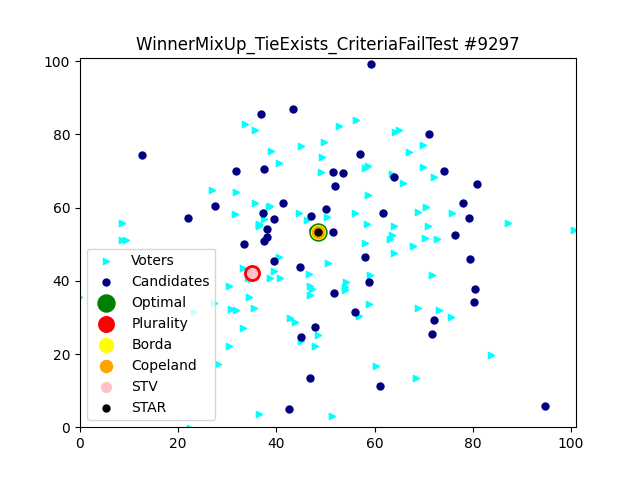 WinnerMixUp_TieExists_CriteriaFailTest #9297
100
80
60
40
20
0
Voters
Candidates
Optimal
Plurality
Borda
Copeland
STV
STAR
0 20 40 60 80 100